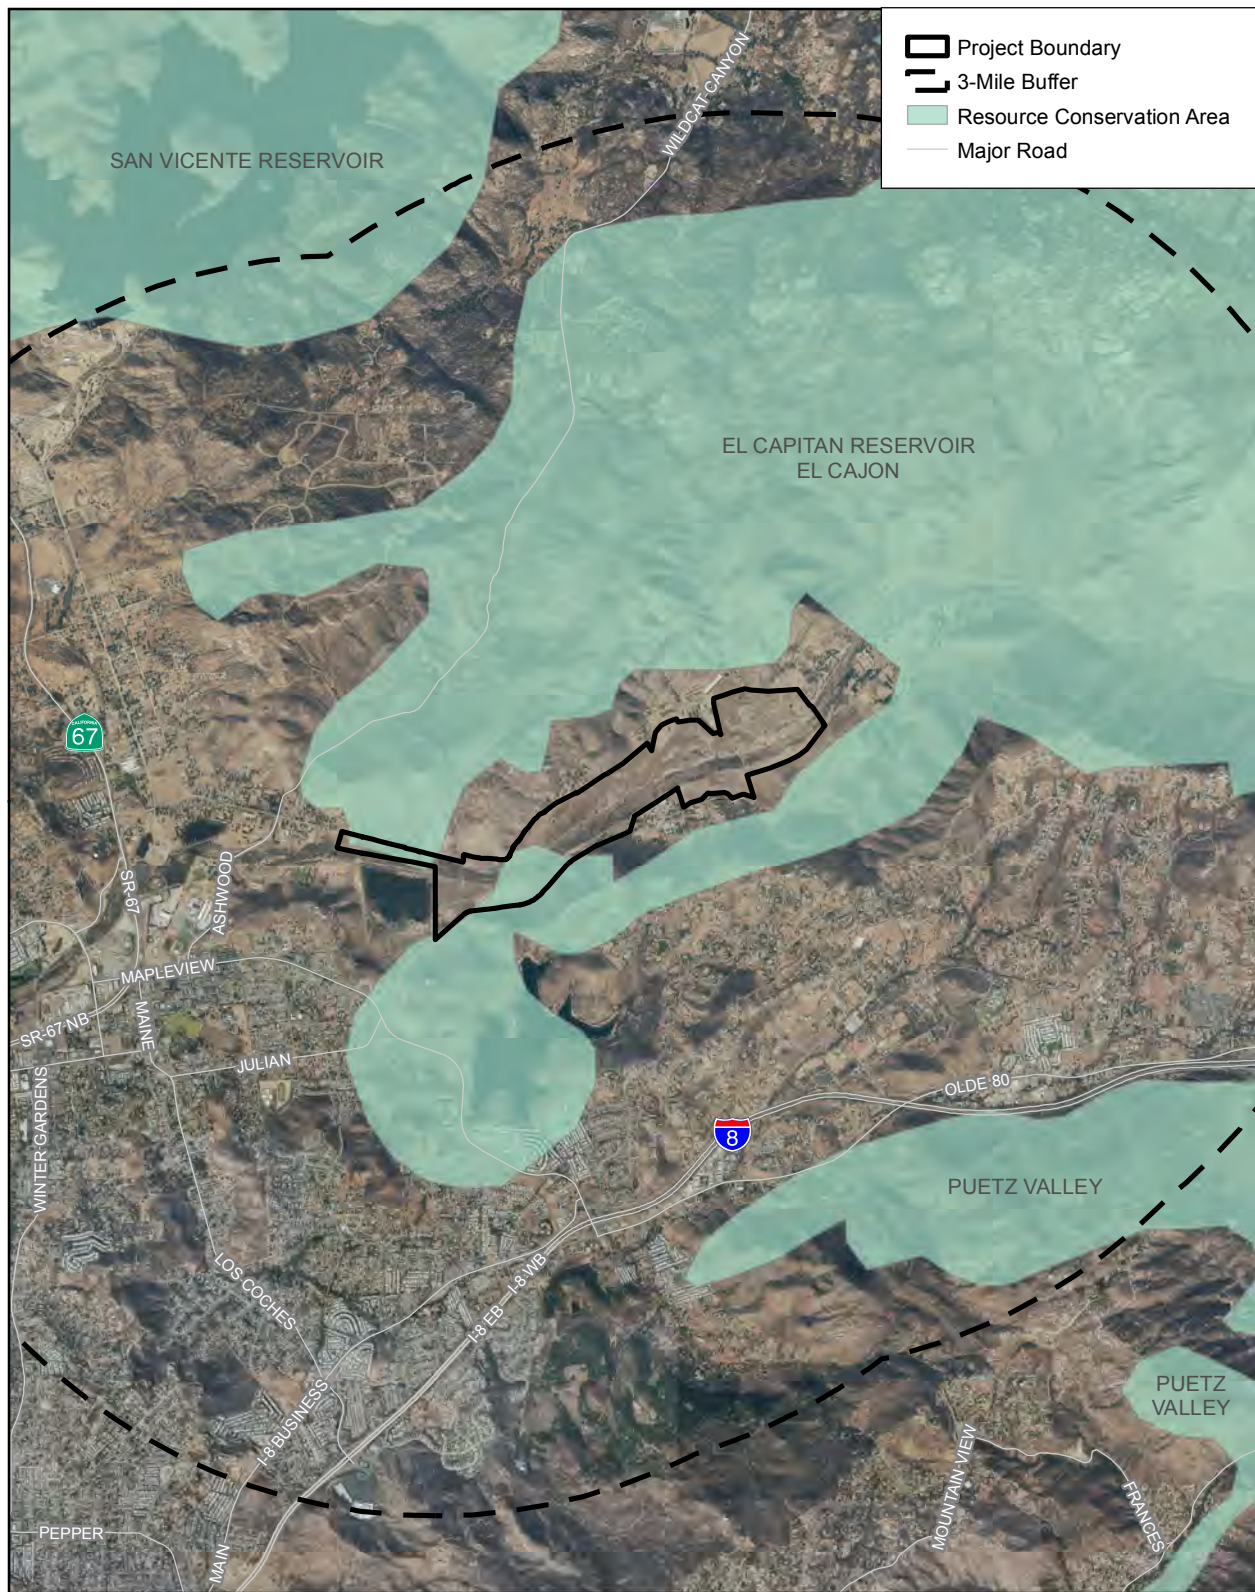 Project Boundary
3-Mile Buffer
Resource Conservation Area
Major Road
WILDCAT CANYON
SAN VICENTE RESERVOIR
EL CAPITAN RESERVOIR
EL CAJON
CALIFORNIA
67
SR-67
ASHWOOD
MAPLEVIEW
SR-67 NB
MAINE
JULIAN
WINTER GARDENS
OLDE 80
8
PUETZ VALLEY
LOS COCHES
I-8 WB
I-8 EB
I-8 BUSINESS
PUETZ
VALLEY
MOUNTAIN VIEW
FRANCES
PEPPER
MAIN